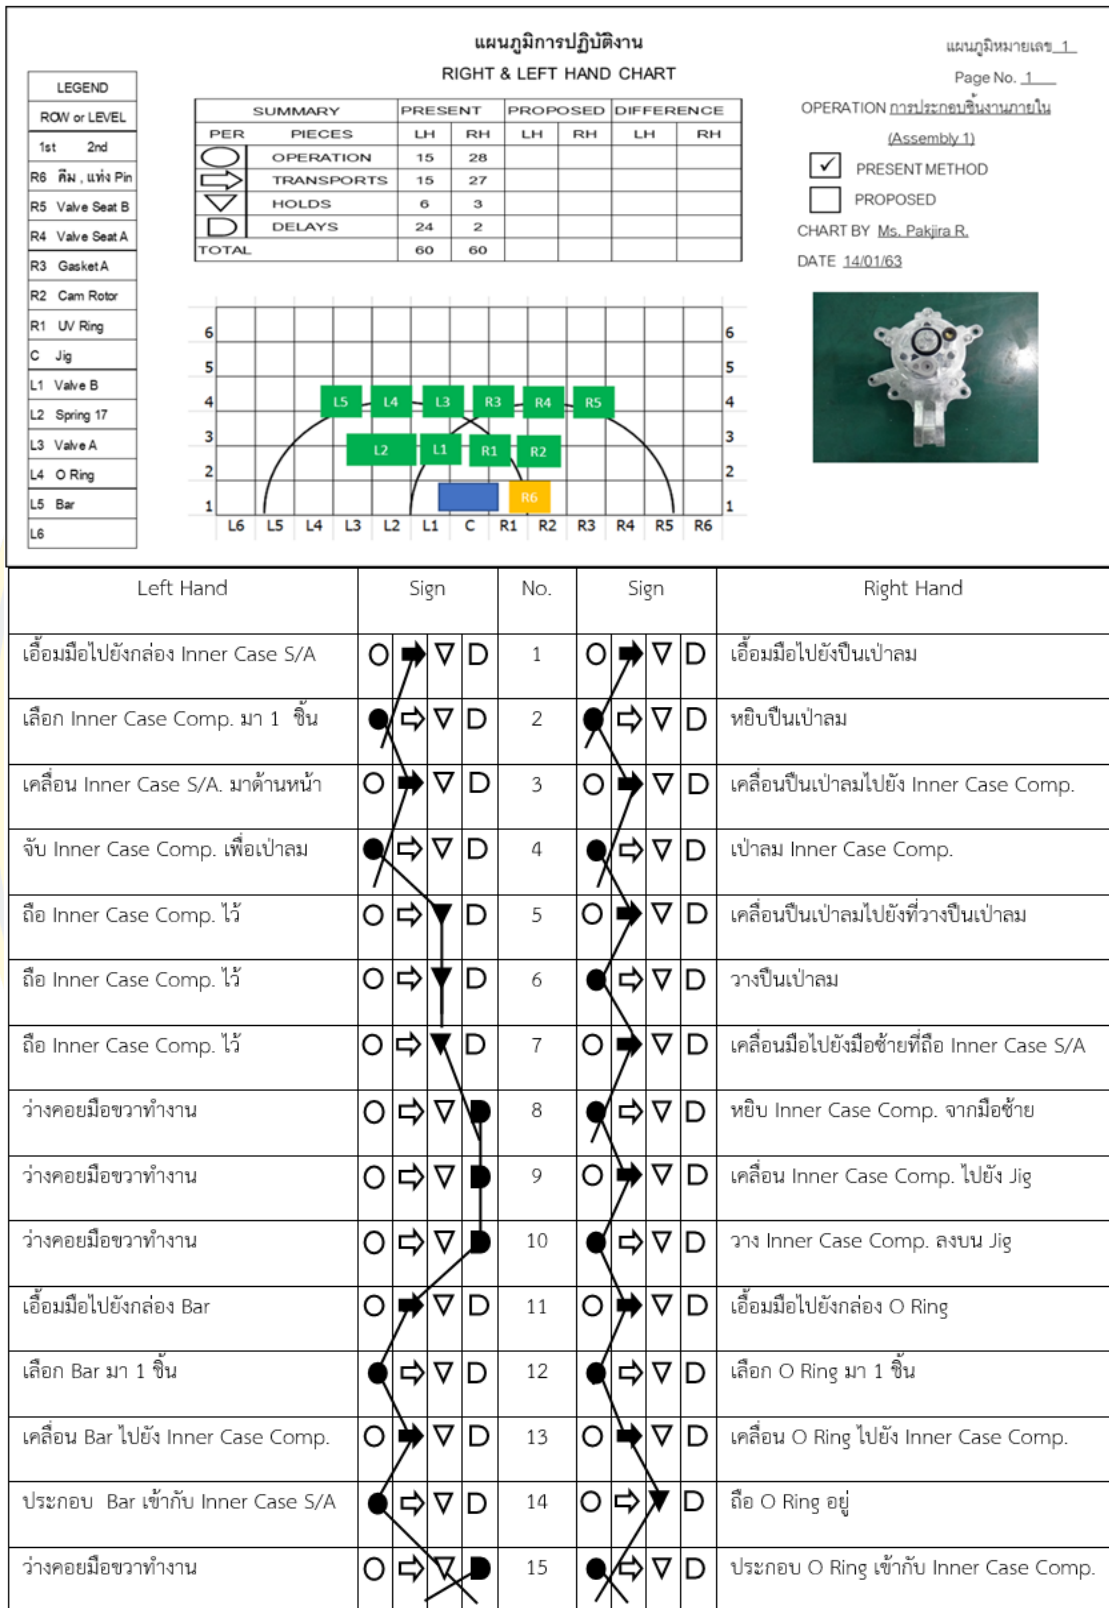 แผนภูมิการปฏิบัติงาน
RIGHT & LEFT HAND CHART
แผนภูมิหมายเลข 1
Page No. 1
OPERATION การประกอบชิ้นงานภายใน
(Assembly 1)
✓ PRESENT METHOD
PROPOSED
CHART BY Ms. Pakjira R.
DATE 14/01/63
LEGEND
ROW or LEVEL
1st 2nd
R6 คีม , แท่ง Pin
R5 Valve Seat B
R4 Valve Seat A
R3 Gasket A
R2 Cam Rotor
R1 UV Ring
C Jig
L1 Valve B
L2 Spring 17
L3 Valve A
L4 O Ring
L5 Bar
L6
SUMMARY PRESENT PROPOSED DIFFERENCE
PER PIECES LH RH LH RH LH RH
OPERATION 15 28
TRANSPORTS 15 27
HOLDS 6 3
D DELAYS 24 2
TOTAL 60 60
6 6
5 5
4 L5 L4 L3 R3 R4 R5 4
3 L2 L1 R1 R2 3
2 2
1 R6 1
L6 L5 L4 L3 L2 L1 C R1 R2 R3 R4 R5 R6
Left Hand Sign No. Sign Right Hand
เอื้อมมือไปยังกล่อง Inner Case S/A D 1 D เอื้อมมือไปยังปืนเป่าลม
เลือก Inner Case Comp. มา 1 ชิ้น D 2 D หยิบปืนเป่าลม
เคลื่อน Inner Case S/A. มาด้านหน้า D 3 D เคลื่อนปืนเป่าลมไปยัง Inner Case Comp.
จับ Inner Case Comp. เพื่อเป่าลม D 4 D เป่าลม Inner Case Comp.
ถือ Inner Case Comp. ไว้ D 5 D เคลื่อนปืนเป่าลมไปยังที่วางปืนเป่าลม
ถือ Inner Case Comp. ไว้ D 6 D วางปืนเป่าลม
ถือ Inner Case Comp. ไว้ D 7 D เคลื่อนมือไปยังมือซ้ายที่ถือ Inner Case S/A
ว่างคอยมือขวาทำงาน D 8 D หยิบ Inner Case Comp. จากมือซ้าย
ว่างคอยมือขวาทำงาน D 9 D เคลื่อน Inner Case Comp. ไปยัง Jig
ว่างคอยมือขวาทำงาน D 10 D วาง Inner Case Comp. ลงบน Jig
เอื้อมมือไปยังกล่อง Bar D 11 D เอื้อมมือไปยังกล่อง O Ring
เลือก Bar มา 1 ชิ้น D 12 D เลือก O Ring มา 1 ชิ้น
เคลื่อน Bar ไปยัง Inner Case Comp. D 13 D เคลื่อน O Ring ไปยัง Inner Case Comp.
ประกอบ Bar เข้ากับ Inner Case S/A D 14 D ถือ O Ring อยู่
ว่างคอยมือขวาทำงาน D 15 D ประกอบ O Ring เข้ากับ Inner Case Comp.